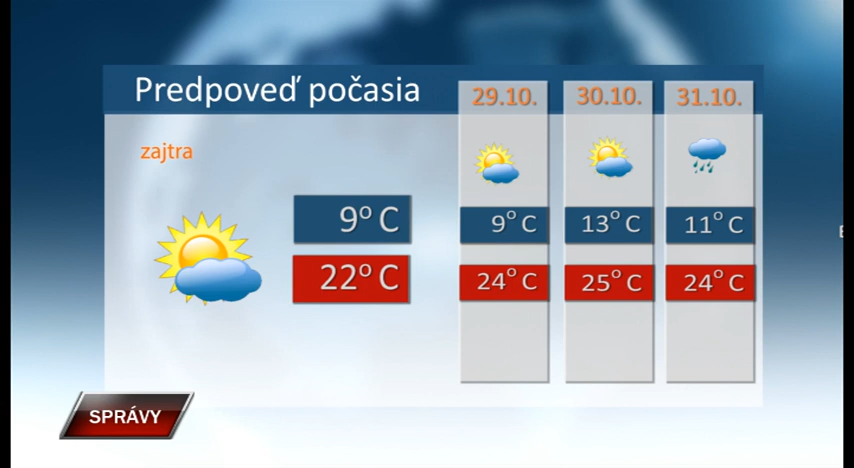 Predpoveď počasia
29.10.
30.10.
31.10.
zajtra
9° C
22° C
9° C
13° C
11° C
24° C
25° C
24° C
SPRÁVY